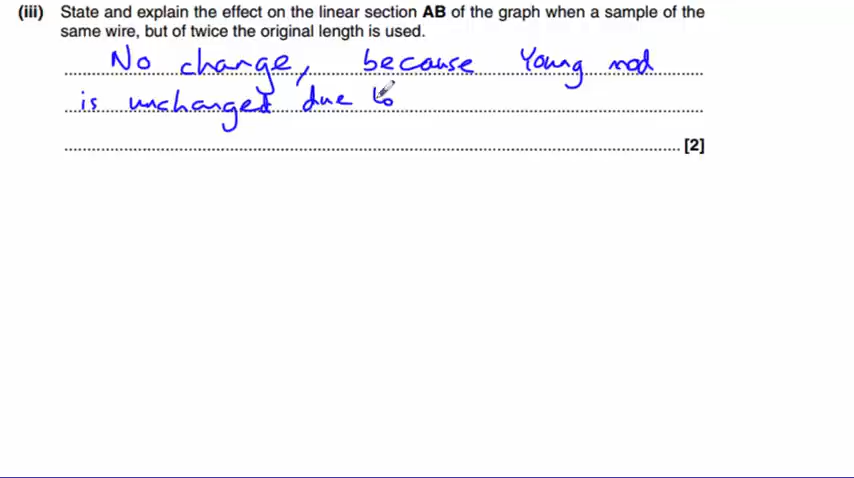 (iii) State and explain the effect on the linear section AB of the graph when a sample of the
same wire, but of twice the original length is used.
No change, because Young mod
is unchanged due to
[2]